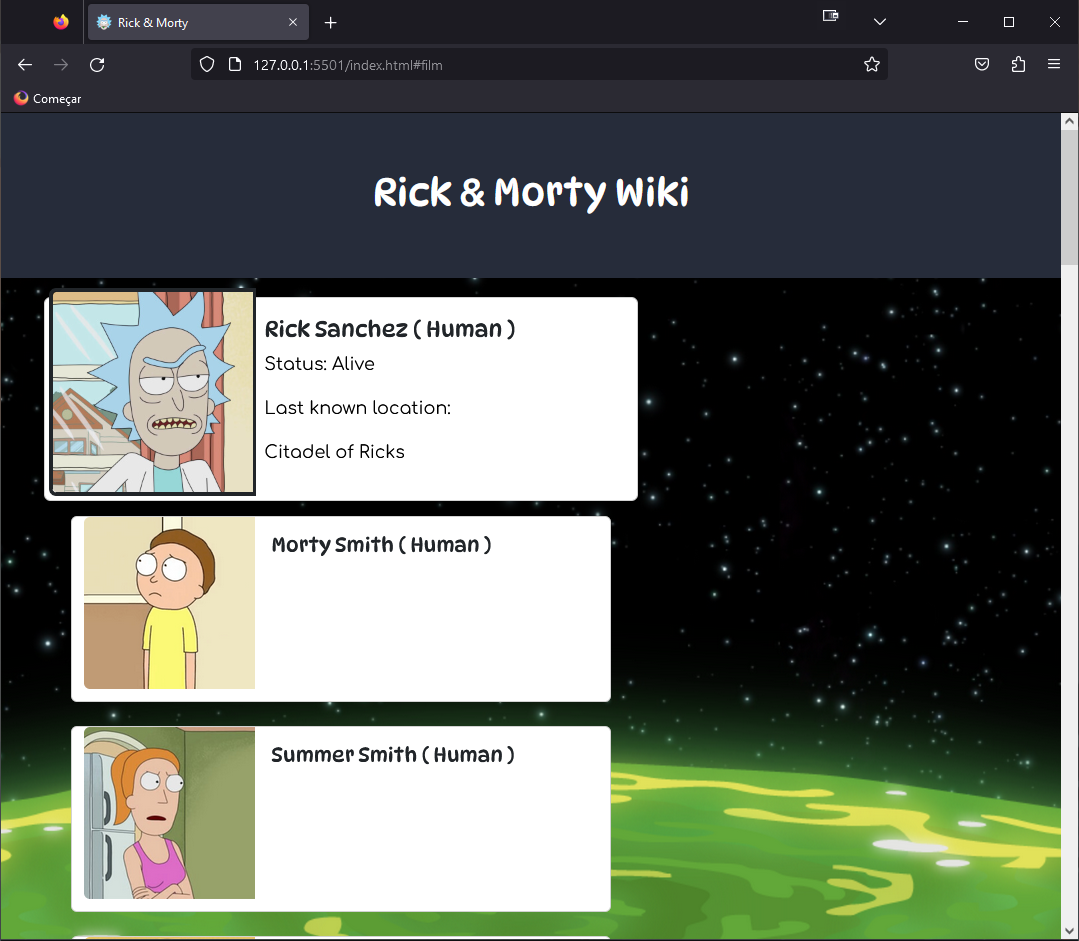 Rick & Morty
127.0.0.1:5501/index.html#film
Começar
Rick & Morty Wiki
Rick Sanchez ( Human )
Status: Alive
Last known location:
Citadel of Ricks
Morty Smith ( Human )
Summer Smith ( Human )